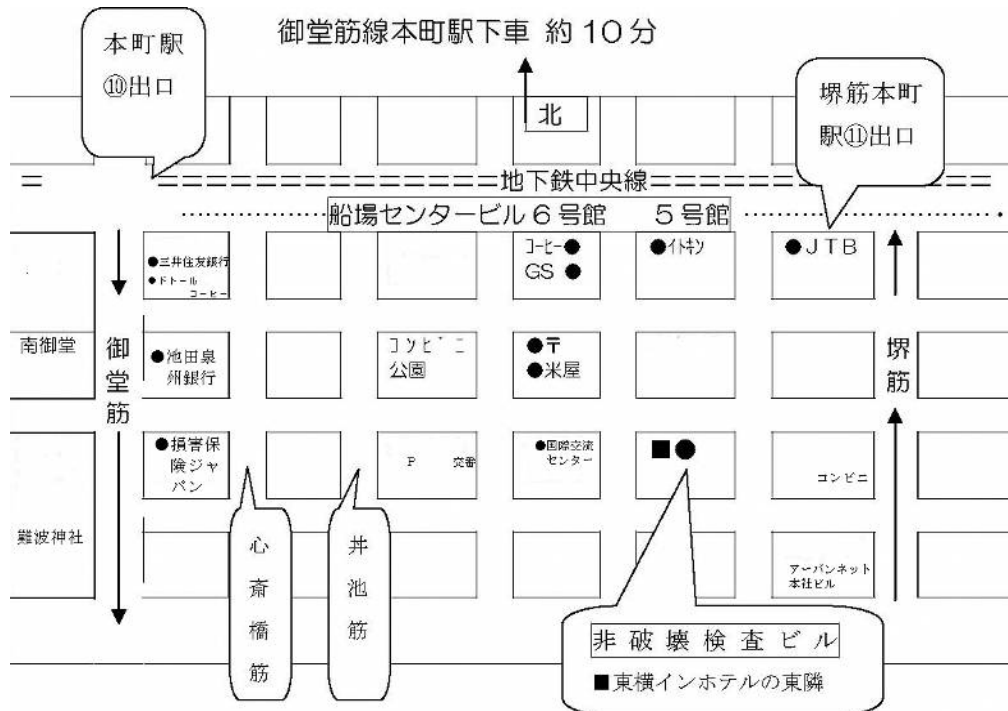 御堂筋線本町駅下車 約10分
本町駅
⑩出口
北
堺筋本町
駅⑪出口
地下鉄中央線
船場センタービル6号館 5号館
●三井住友銀行
●ドトール
コーヒー
コーヒー●
GS ●
●イトキン
●JTB
南御堂
御堂筋
●池田泉
州銀行
コンビニ
公園
●〒
●米屋
堺筋
●損害保
険ジャ
パン
P 交番
●国際交流
センター
■●
コンビニ
難波神社
心斎橋筋
丼池筋
アーバンネット
本社ビル
非破壊検査ビル
■東横インホテルの東隣